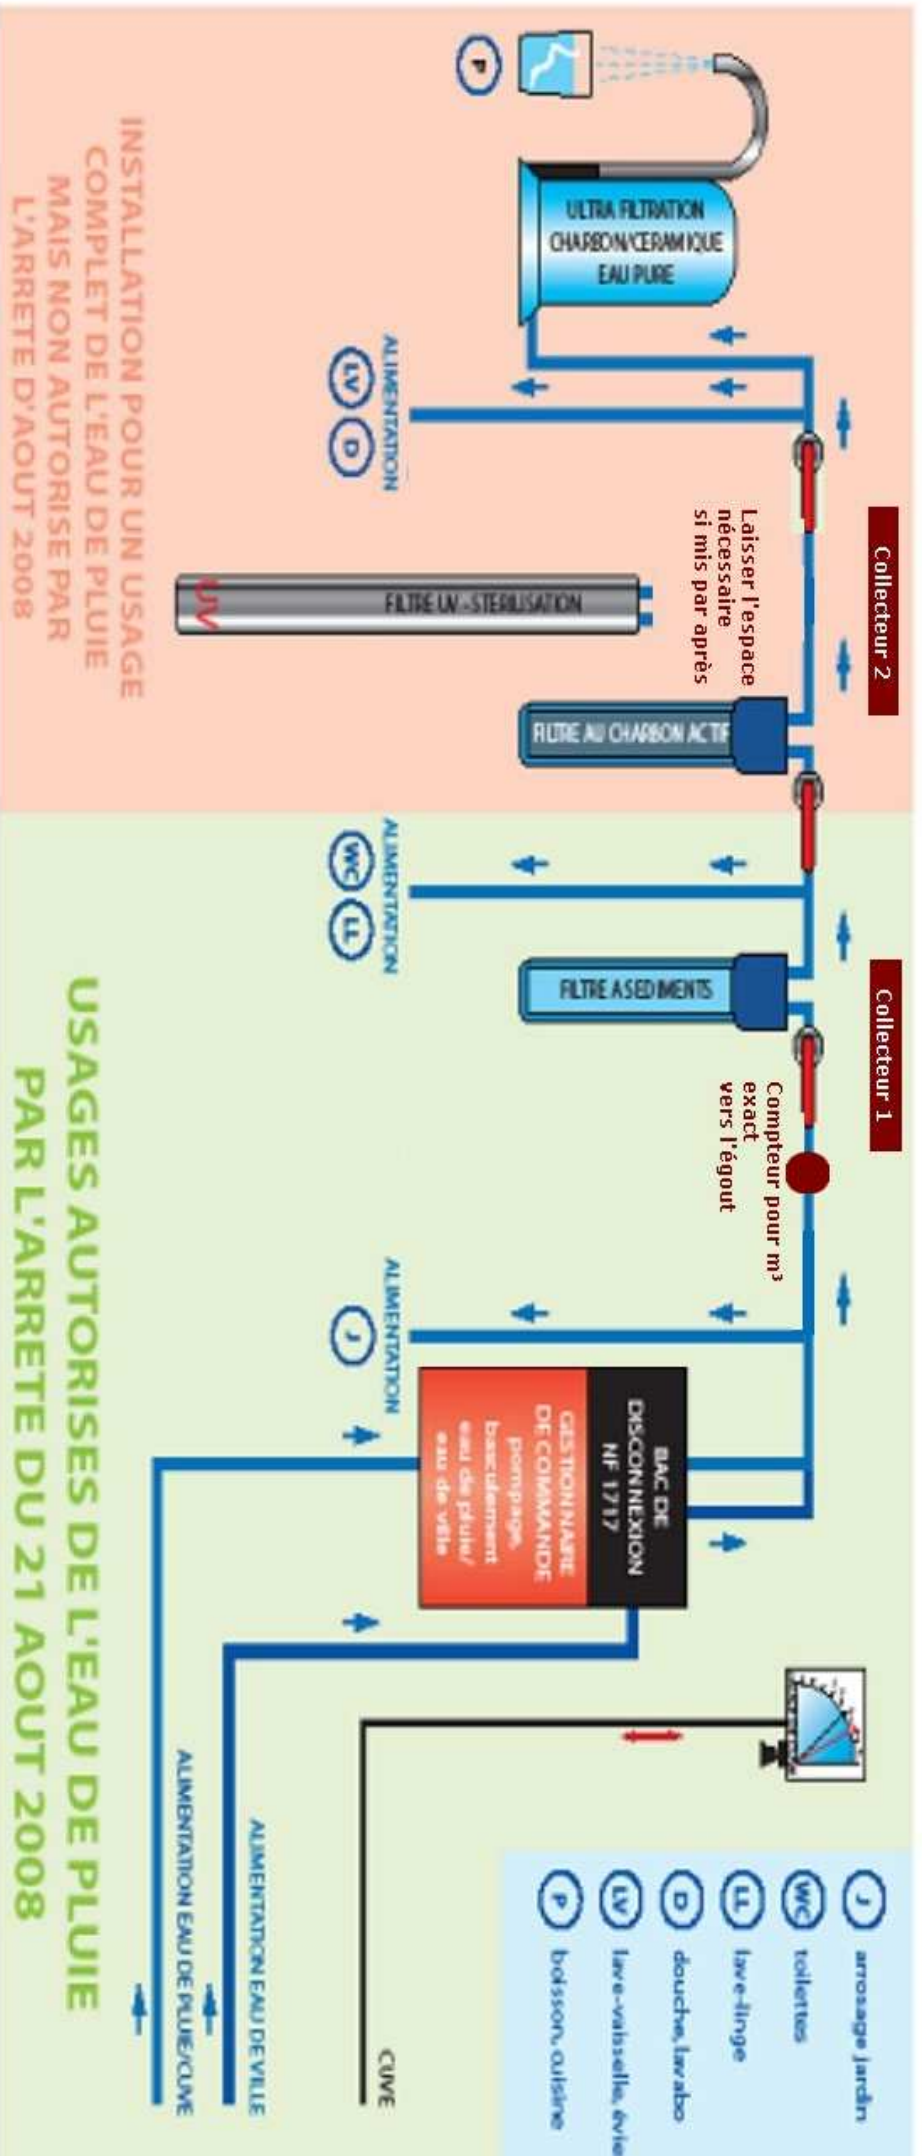 P
ULTRA FILTRATION
CHARBON/CERAMIQUE
EAU PURE
ALIMENTATION
LV
D
Collecteur 2
Laisser l'espace
nécessaire
si mis par après
FILTRE UV - STERILISATION
UV
FILTRE AU CHARBON ACTIF
INSTALLATION POUR UN USAGE
COMPLET DE L'EAU DE PLUIE
MAIS NON AUTORISE PAR
L'ARRETE D'AOUT 2008
ALIMENTATION
WC
LL
FILTRE A SEDIMENTS
Collecteur 1
Compteur pour m³
exact
vers l'égout
ALIMENTATION
J
BAC DE
DISCONNEXION
NF 1717
GESTIONNAIRE
DE COMMANDE
pompage,
basculement
eau de pluie/
eau de ville
CUVE
ALIMENTATION EAU DE VILLE
ALIMENTATION EAU DE PLUIE/CUVE
J arrosage jardin
WC toilettes
LL lave-linge
D douche, lavabo
LV lave-vaisselle, évie
P boisson, cuisine
USAGES AUTORISES DE L'EAU DE PLUIE
PAR L'ARRETE DU 21 AOUT 2008